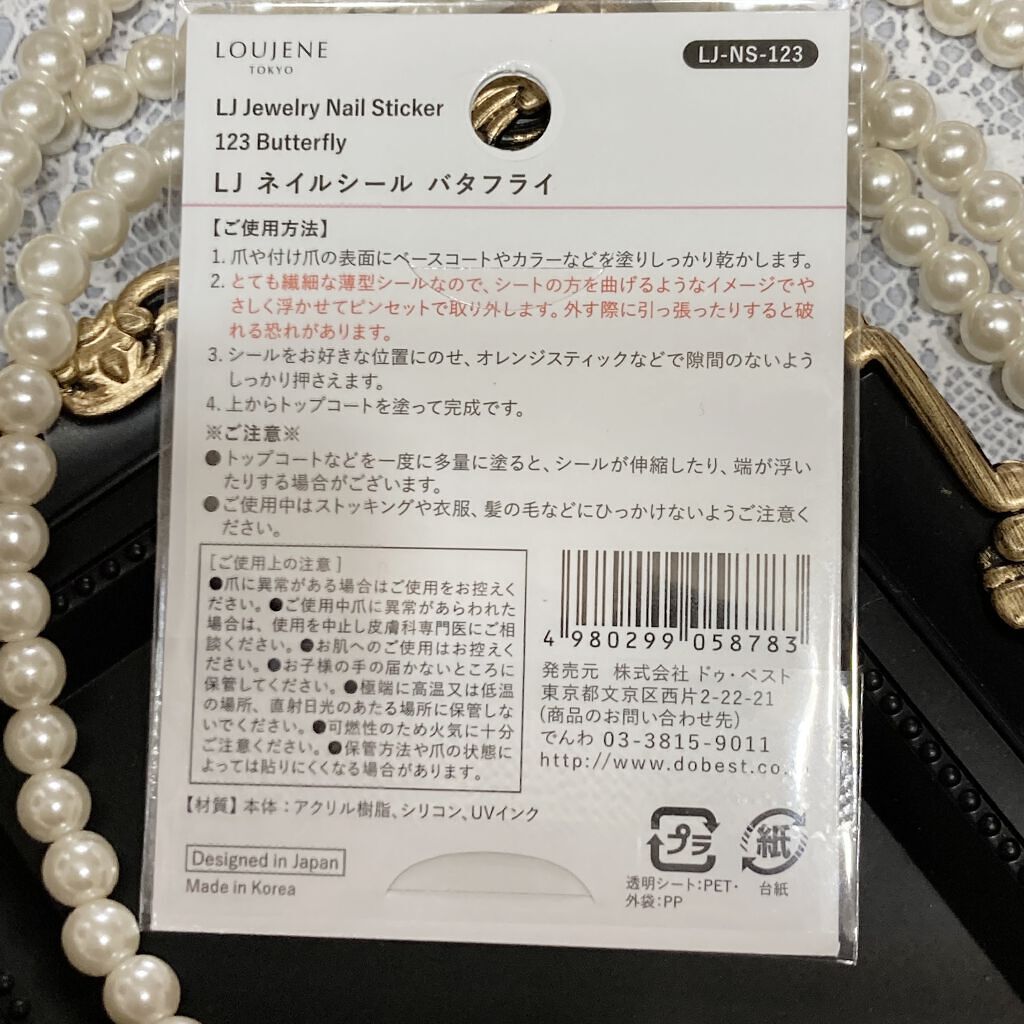 LOUJENE
TOKYO
LJ-NS-123
LJ Jewelry Nail Sticker
123 Butterfly
LJ ネイルシール バタフライ
【ご使用方法】
1. 爪や付け爪の表面にベースコートやカラーなどを塗りしっかり乾かします。
2. とても繊細な薄型シールなので、シートの方を曲げるようなイメージでや
さしく浮かせてピンセットで取り外します。外す際に引っ張ったりすると破
れる恐れがあります。
3. シールをお好きな位置にのせ、オレンジスティックなどで隙間のないよう
しっかり押さえます。
4. 上からトップコートを塗って完成です。
※ご注意※
●トップコートなどを一度に多量に塗ると、シールが伸縮したり、端が浮い
たりする場合がございます。
●ご使用中はストッキングや衣服、髪の毛などにひっかけないようご注意く
ださい。
[ご使用上の注意]
●爪に異常がある場合はご使用をお控えく
ださい。●ご使用中爪に異常があらわれた
場合は、使用を中止し皮膚科専門医にご相
談ください。●お肌へのご使用はお控えく
ださい。●お子様の手の届かないところに
保管してください。●極端に高温又は低温
の場所、直射日光のあたる場所に保管しな
いでください。●可燃性のため火気に十分
ご注意ください。●保管方法や爪の状態に
よっては貼りにくくなる場合があります。
4 980299 058783
発売元 株式会社 ドゥ・ベスト
東京都文京区西片2-22-21
(商品のお問い合わせ先)
でんわ 03-3815-9011
http://www.dobest.co.
【材質】本体：アクリル樹脂、シリコン、UVインク
Designed in Japan
Made in Korea
プラ
紙
透明シート：PET・
外袋：PP
台紙